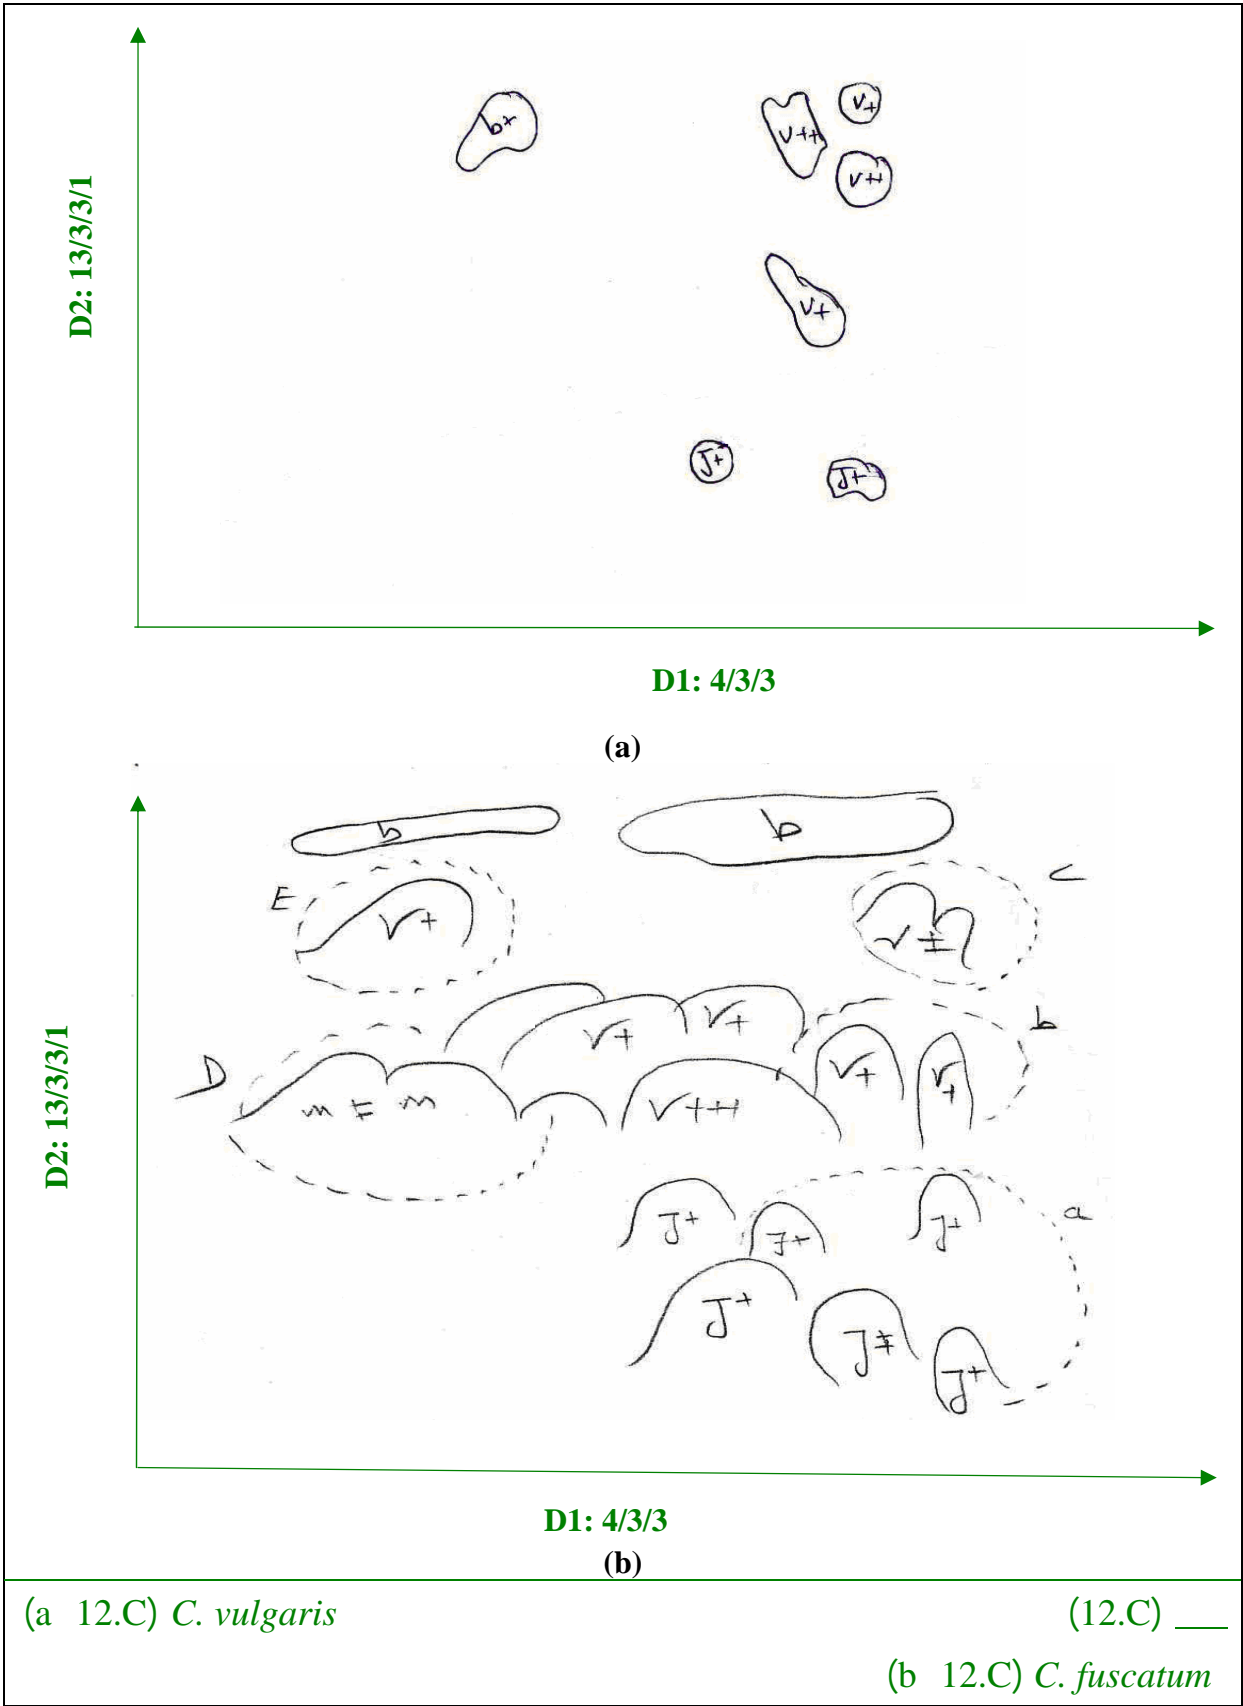 b+
V++
V+
V++
V+
J+
J+
D2: 13/3/3/1
D1: 4/3/3
(a)
b
b
E
V+
C
V±
V+
V+
b
V+
V+
D
m ∓ m
V+++
a
J+
J+
J+
J+
J∓
J+
D2: 13/3/3/1
D1: 4/3/3
(b)
(a 12.C) C. vulgaris (12.C) ___
(b 12.C) C. fuscatum